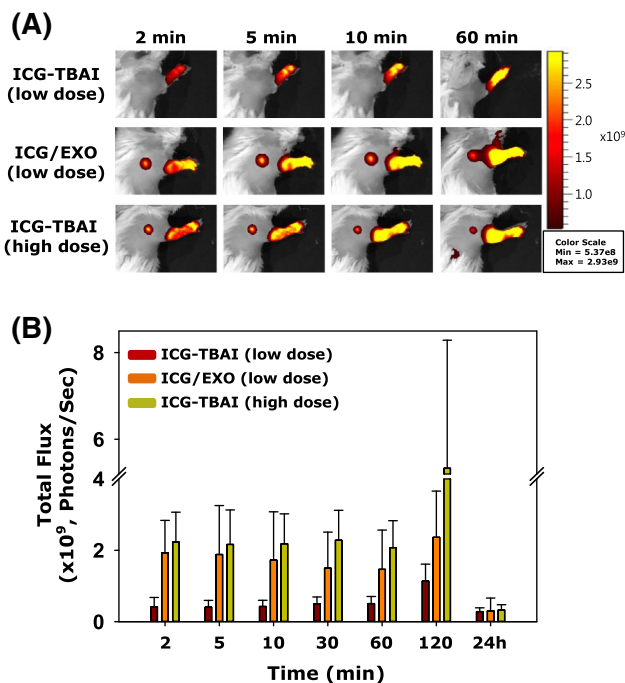 (A)
2 min 5 min 10 min 60 min
ICG-TBAI
(low dose)
ICG/EXO
(low dose)
ICG-TBAI
(high dose)
2.5
2.0
x10⁹
1.5
1.0
Color Scale
Min = 5.37e8
Max = 2.93e9
(B)
Total Flux
(x10⁹, Photons/Sec)
8
6
4
2
0
ICG-TBAI (low dose)
ICG/EXO (low dose)
ICG-TBAI (high dose)
2 5 10 30 60 120 24h
Time (min)